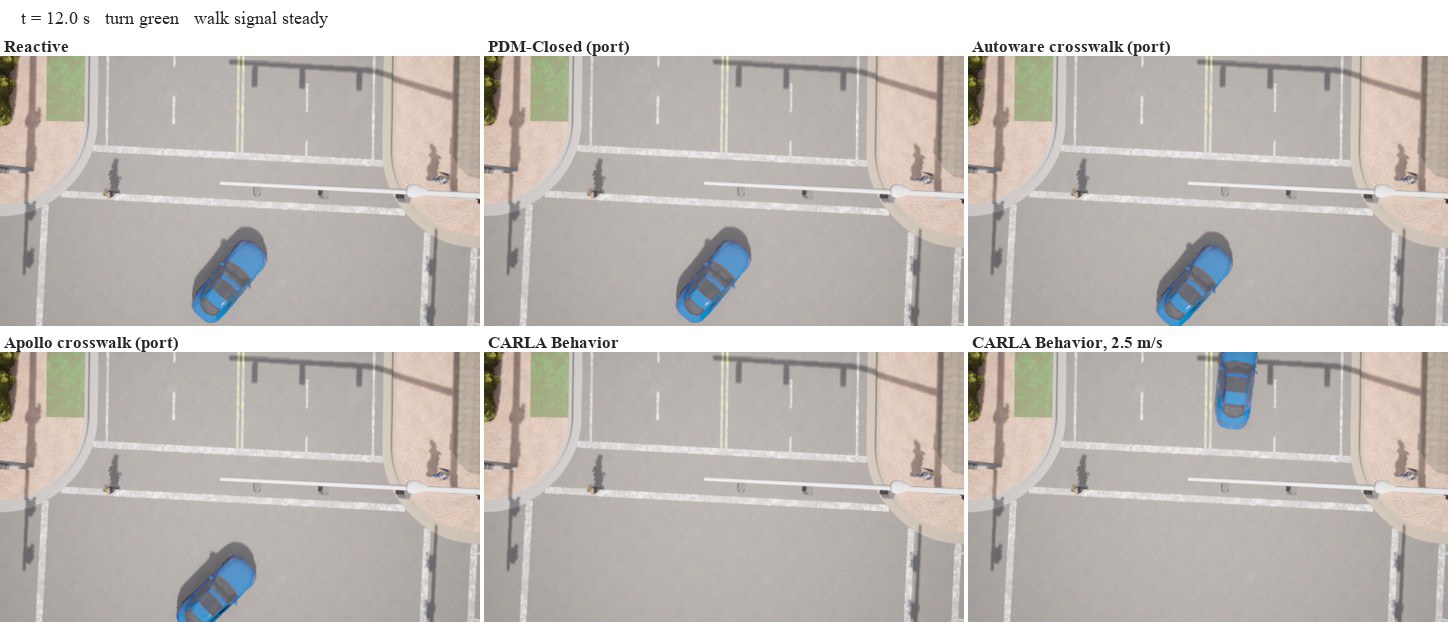 t = 12.0 s turn green walk signal steady
Reactive
PDM-Closed (port)
Autoware crosswalk (port)
Apollo crosswalk (port)
CARLA Behavior
CARLA Behavior, 2.5 m/s